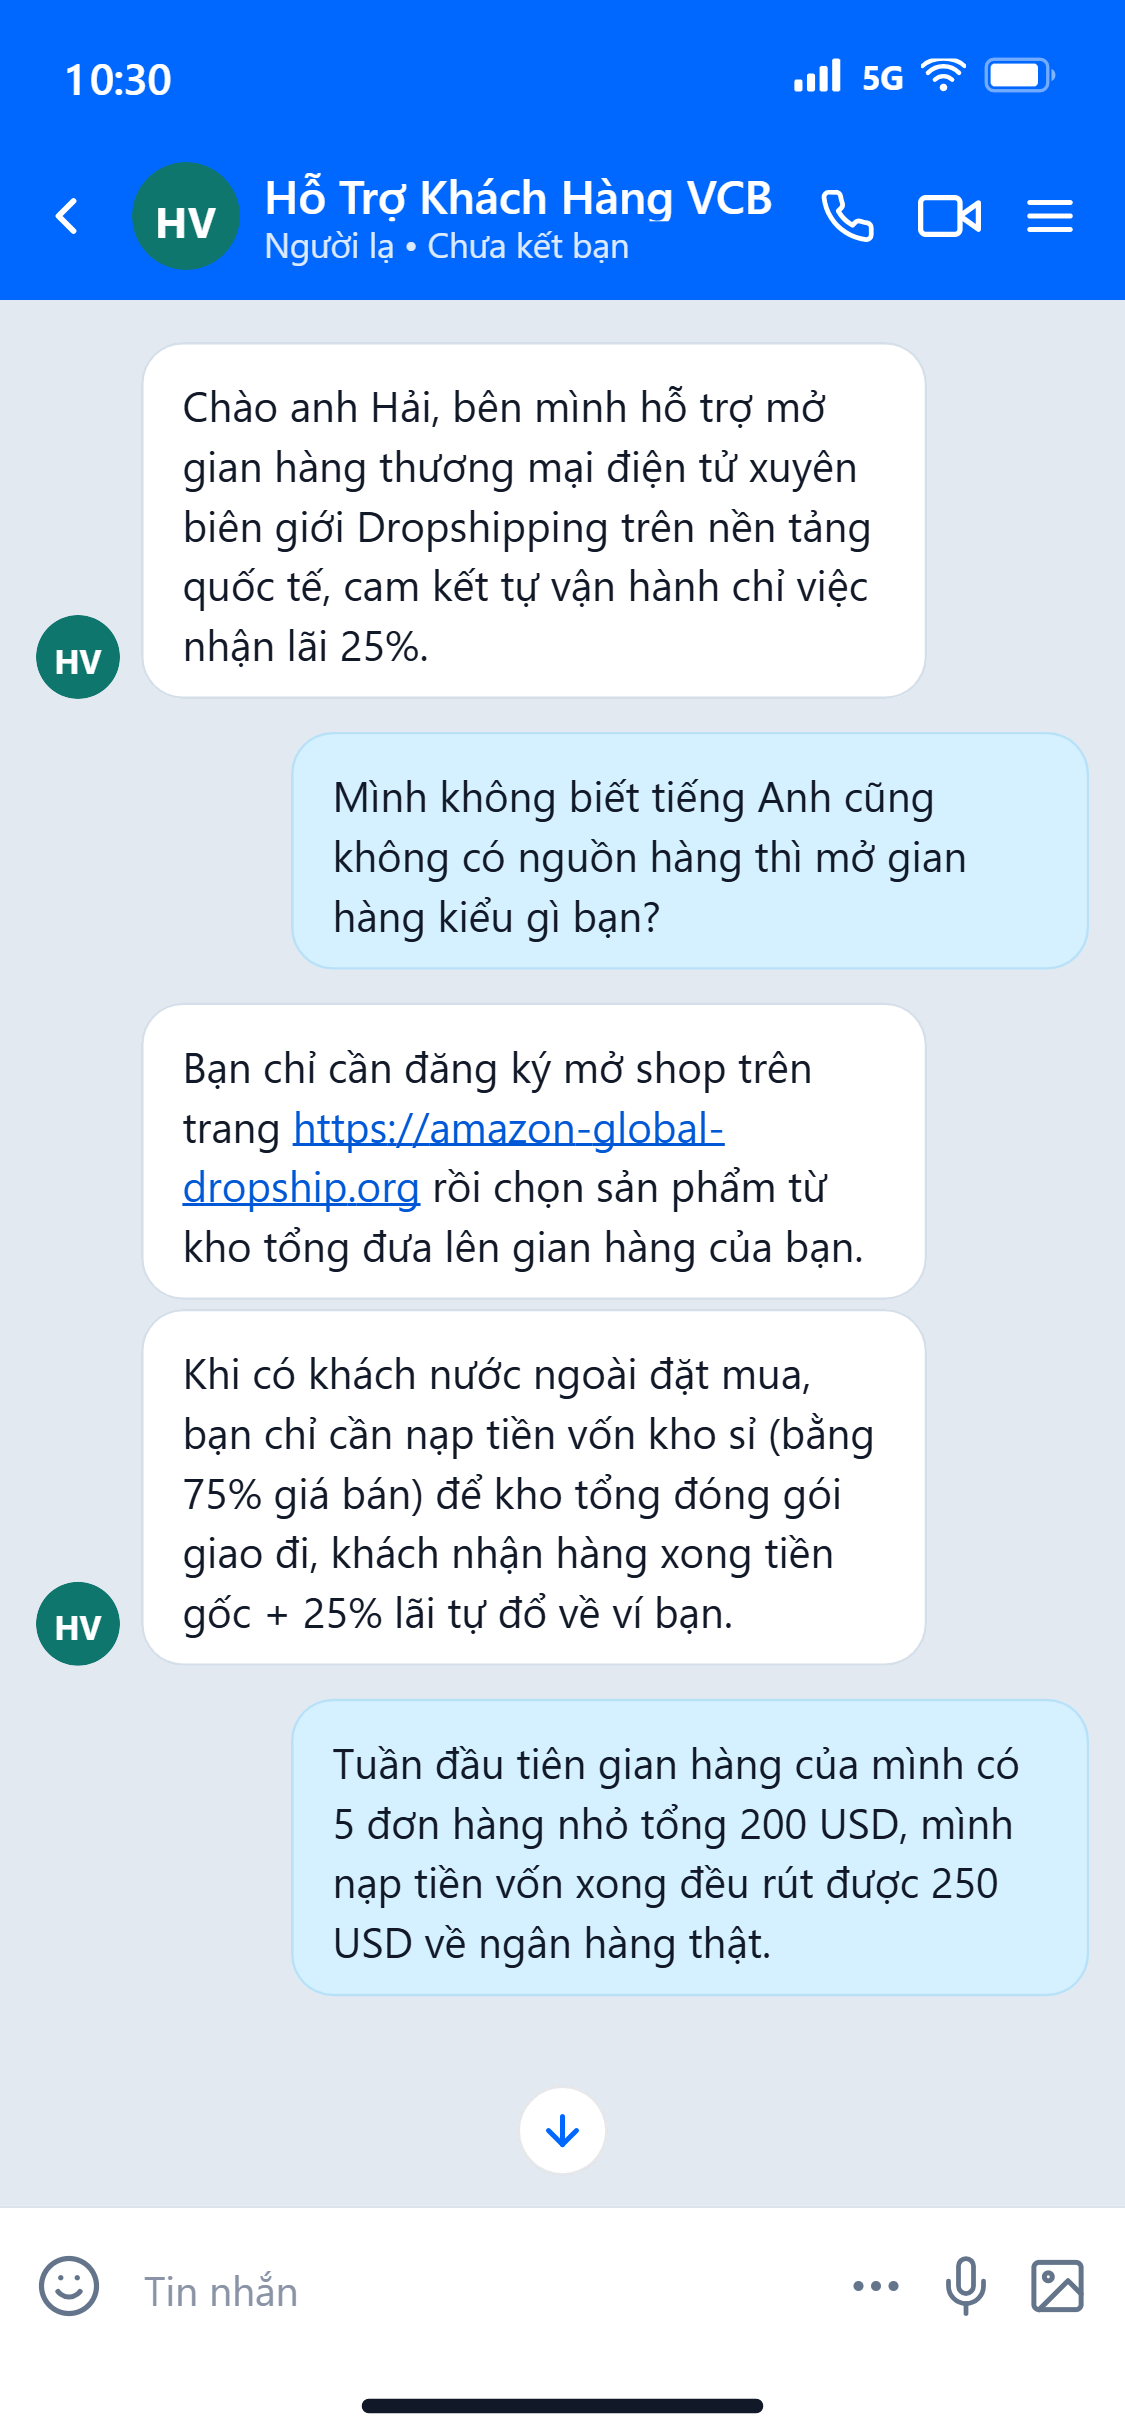 10:30
5G
HV
Hỗ Trợ Khách Hàng VCB
Người lạ • Chưa kết bạn
Chào anh Hải, bên mình hỗ trợ mở
gian hàng thương mại điện tử xuyên
biên giới Dropshipping trên nền tảng
quốc tế, cam kết tự vận hành chỉ việc
nhận lãi 25%.
HV
Mình không biết tiếng Anh cũng
không có nguồn hàng thì mở gian
hàng kiểu gì bạn?
Bạn chỉ cần đăng ký mở shop trên
trang https://amazon-global-
dropship.org rồi chọn sản phẩm từ
kho tổng đưa lên gian hàng của bạn.
Khi có khách nước ngoài đặt mua,
bạn chỉ cần nạp tiền vốn kho sỉ (bằng
75% giá bán) để kho tổng đóng gói
giao đi, khách nhận hàng xong tiền
gốc + 25% lãi tự đổ về ví bạn.
HV
Tuần đầu tiên gian hàng của mình có
5 đơn hàng nhỏ tổng 200 USD, mình
nạp tiền vốn xong đều rút được 250
USD về ngân hàng thật.
Tin nhắn